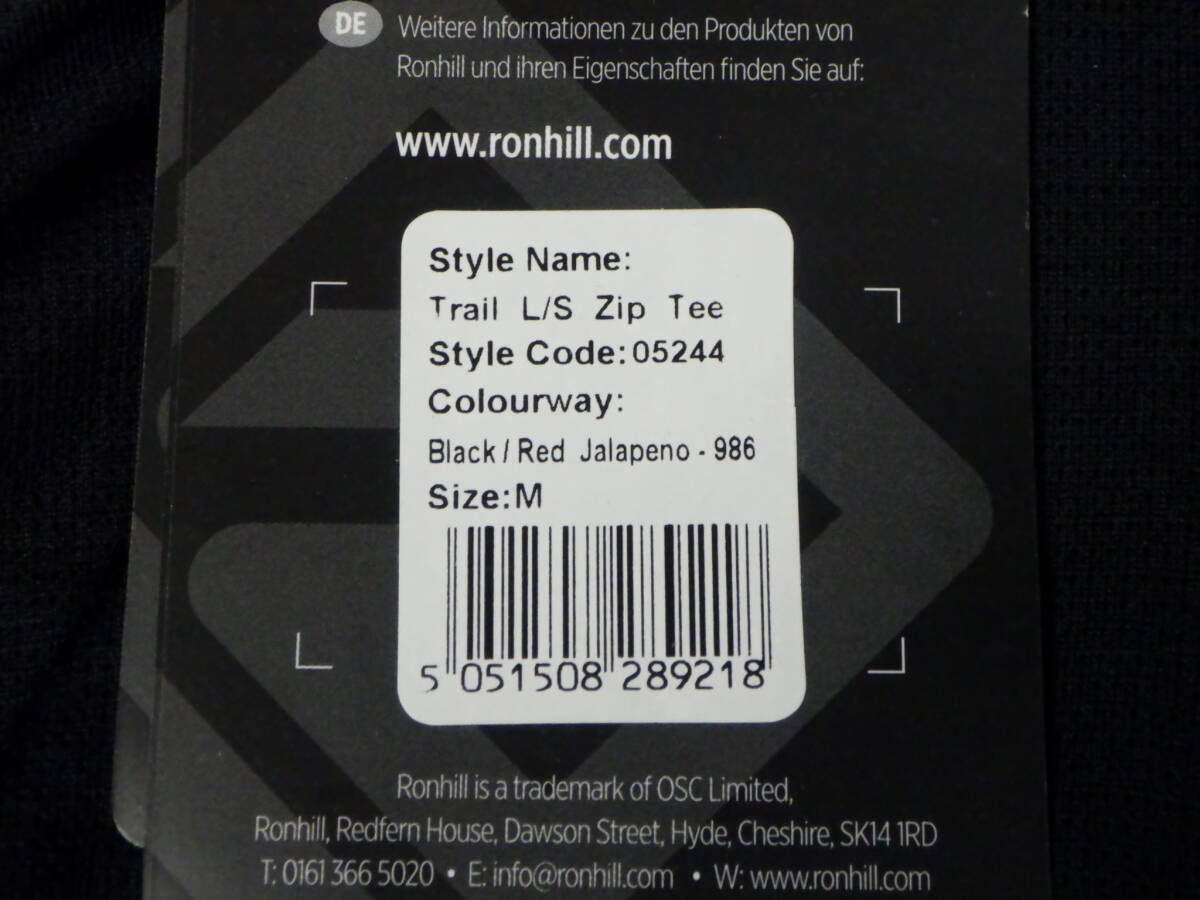 DE Weitere Informationen zu den Produkten von
Ronhill und ihren Eigenschaften finden Sie auf:
www.ronhill.com
Style Name:
Trail L/S Zip Tee
Style Code:05244
Colourway:
Black/Red Jalapeno - 986
Size:M
5 051508 289218
Ronhill is a trademark of OSC Limited,
Ronhill, Redfern House, Dawson Street, Hyde, Cheshire, SK14 1RD
T: 0161 366 5020 • E: info@ronhill.com • W: www.ronhill.com